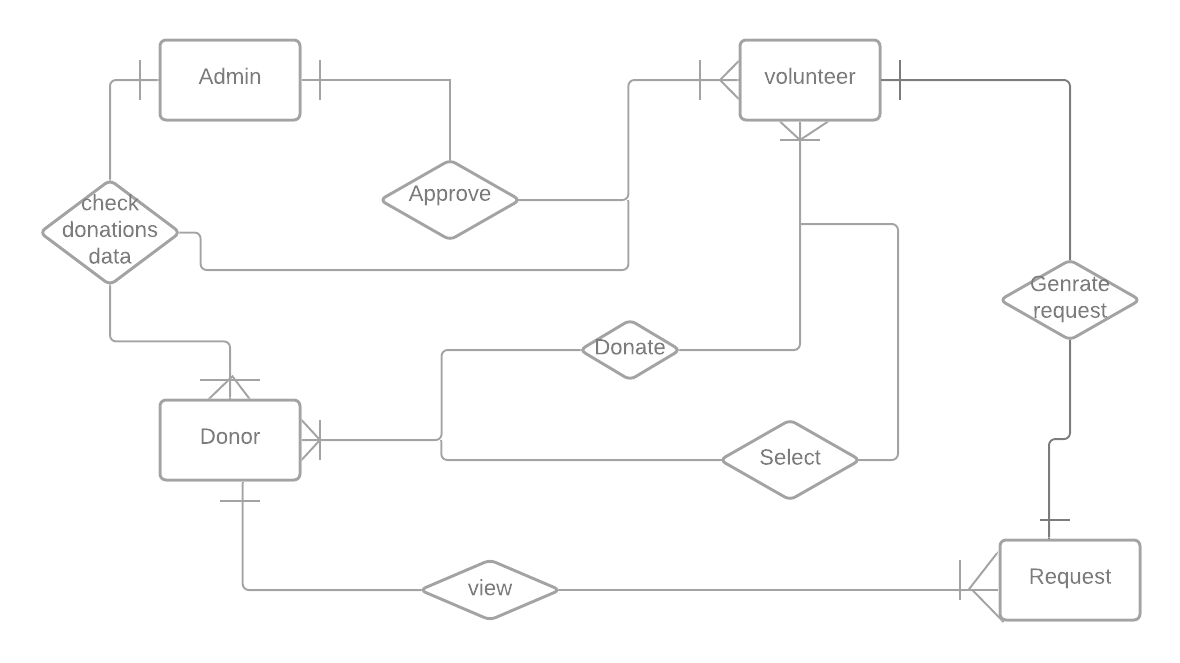 Admin
volunteer
Approve
check
donations
data
Genrate
request
Donate
Donor
Select
Request
view